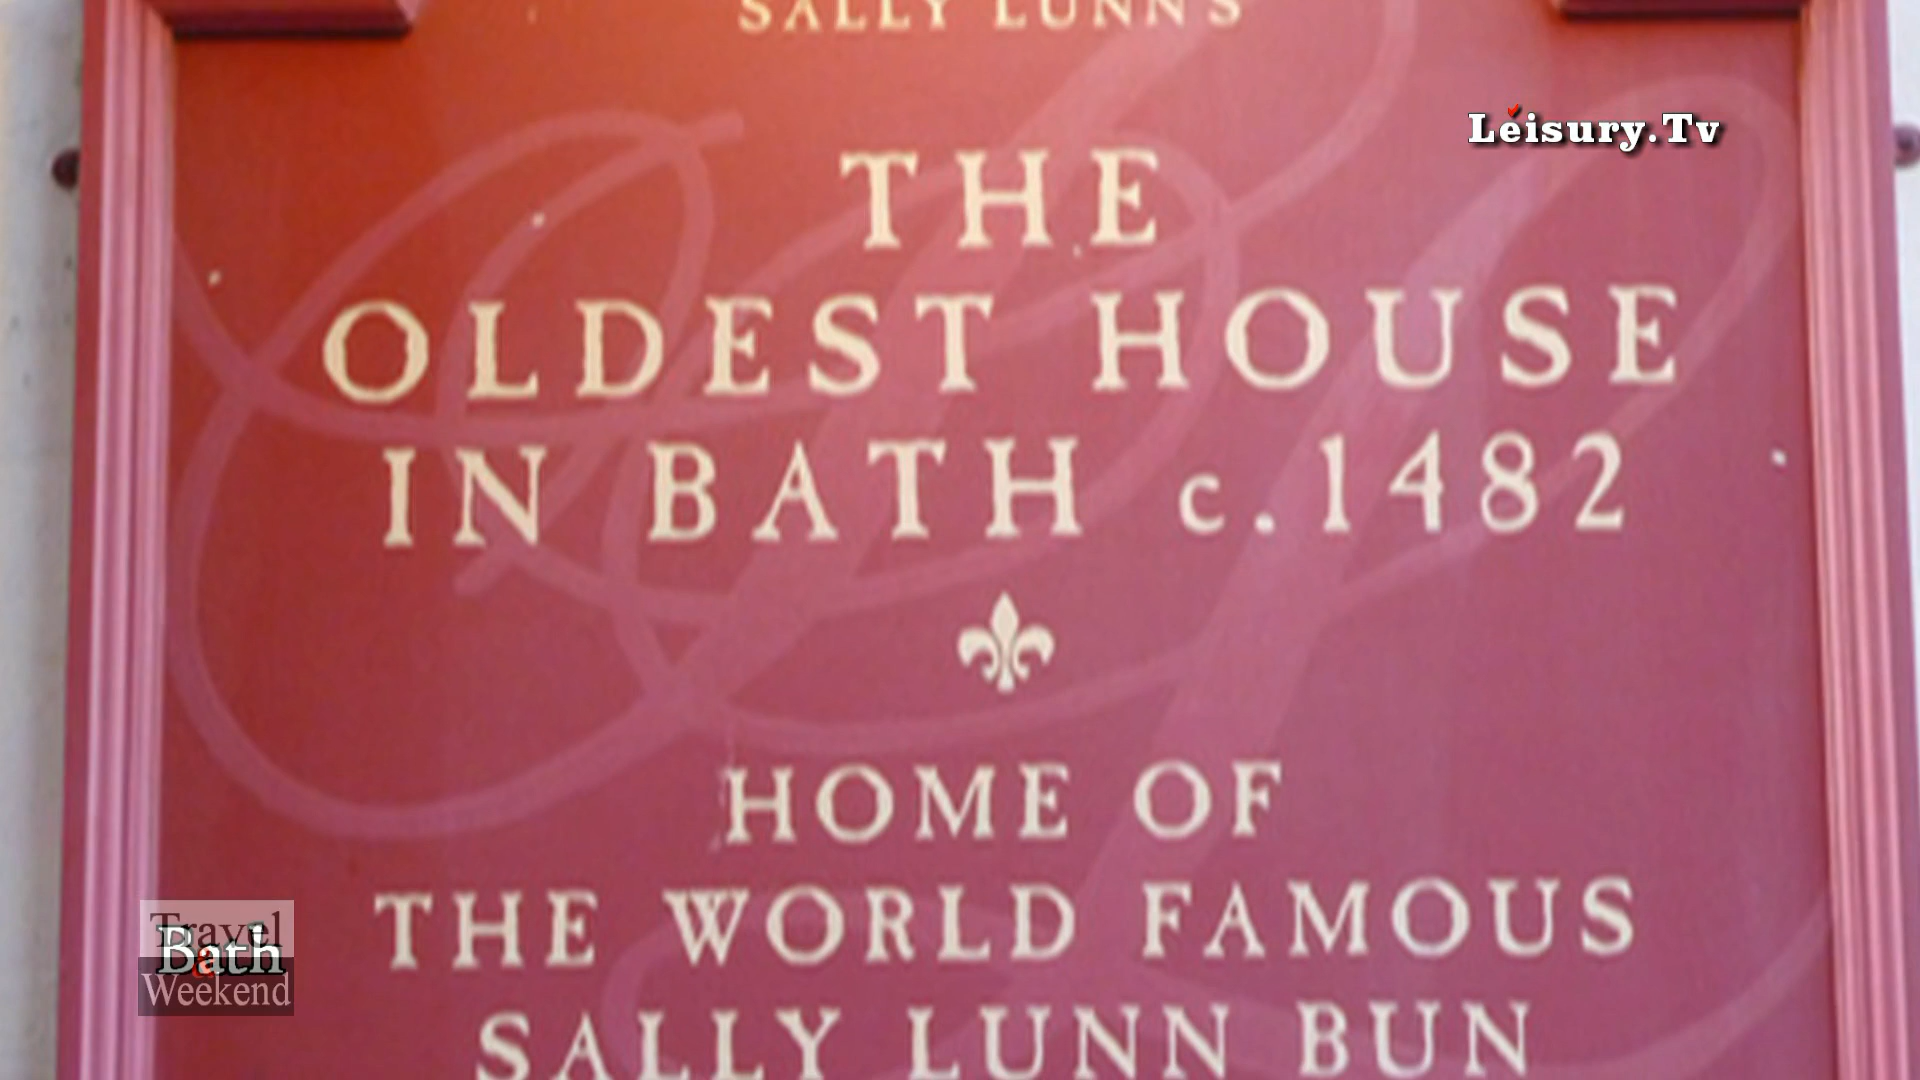 SALLY LUNN'S
Leisury.Tv
THE
OLDEST HOUSE
IN BATH c.1482
HOME OF
THE WORLD FAMOUS
SALLY LUNN BUN
Travel
Bath
a
Weekend